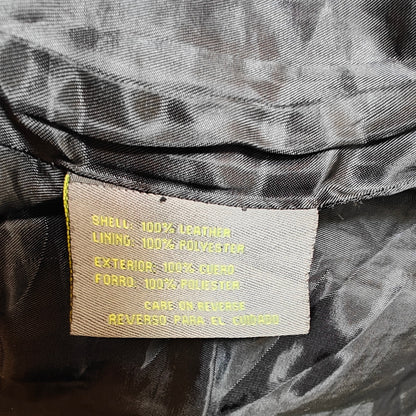 SHELL: 100% LEATHER
LINING: 100% POLYESTER
EXTERIOR: 100% CUERO
FORRO: 100% POLIESTER
CARE ON REVERSE
REVERSO PARA EL CUIDADO